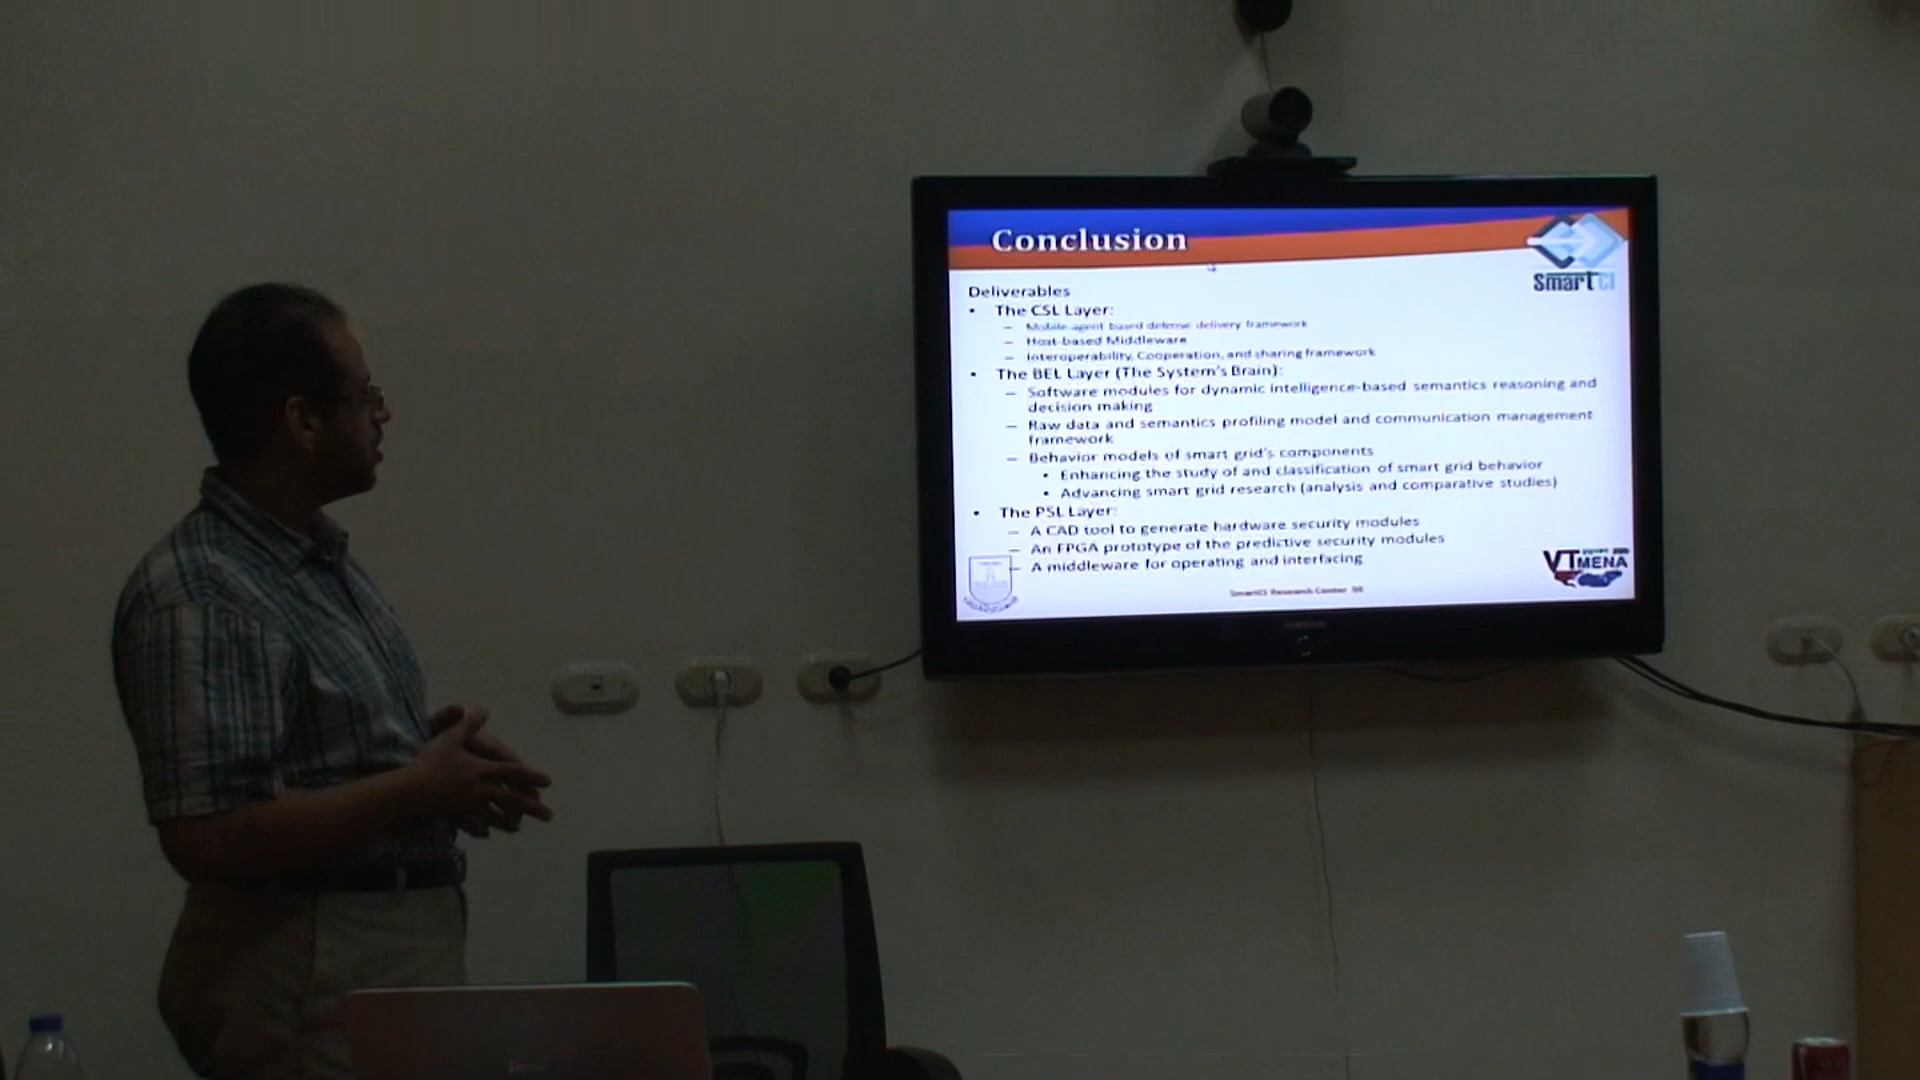 Conclusion
SmartCI
Deliverables
• The CSL Layer:
– Mobile-agent based defense delivery framework
– Host-based Middleware
– Interoperability, Cooperation, and sharing framework
• The BEL Layer (The System's Brain):
– Software modules for dynamic intelligence-based semantics reasoning and
decision making
– Raw data and semantics profiling model and communication management
framework
– Behavior models of smart grid's components
• Enhancing the study of and classification of smart grid behavior
• Advancing smart grid research (analysis and comparative studies)
• The PSL Layer:
– A CAD tool to generate hardware security modules
– An FPGA prototype of the predictive security modules
– A middleware for operating and interfacing
VT MENA
SmartCI Research Center